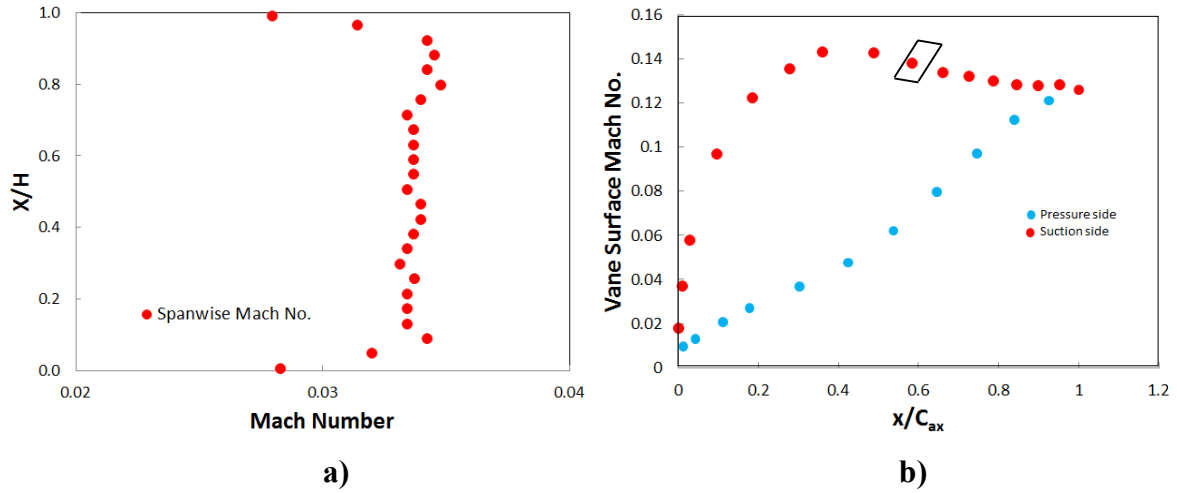 1.0
0.8
0.6
0.4
0.2
0.0
X/H
Spanwise Mach No.
0.02
0.03
0.04
Mach Number
a)
0.16
0.14
0.12
0.1
0.08
0.06
0.04
0.02
0
Vane Surface Mach No.
Pressure side
Suction side
0
0.2
0.4
0.6
0.8
1
1.2
x/Cax
b)